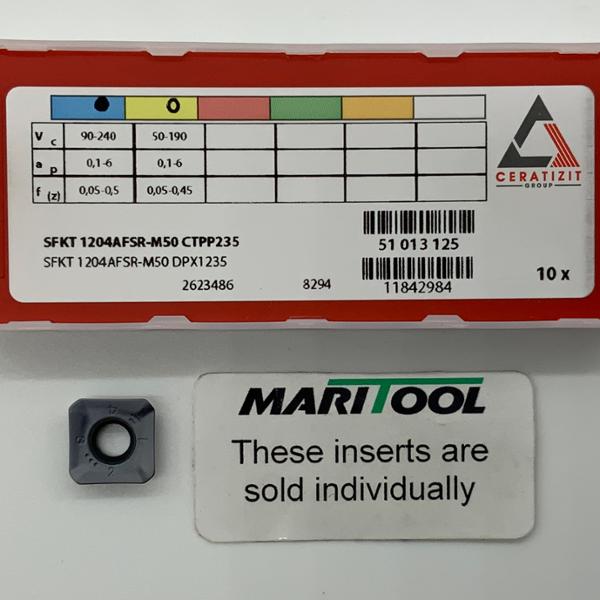 V c 90-240 50-190
a p 0,1-6 0,1-6
f (z) 0,05-0,5 0,05-0,45
CERATIZIT
GROUP
SFKT 1204AFSR-M50 CTPP235
51 013 125
SFKT 1204AFSR-M50 DPX1235
2623486 8294 11842984
10 x
MARITOOL
These inserts are
sold individually